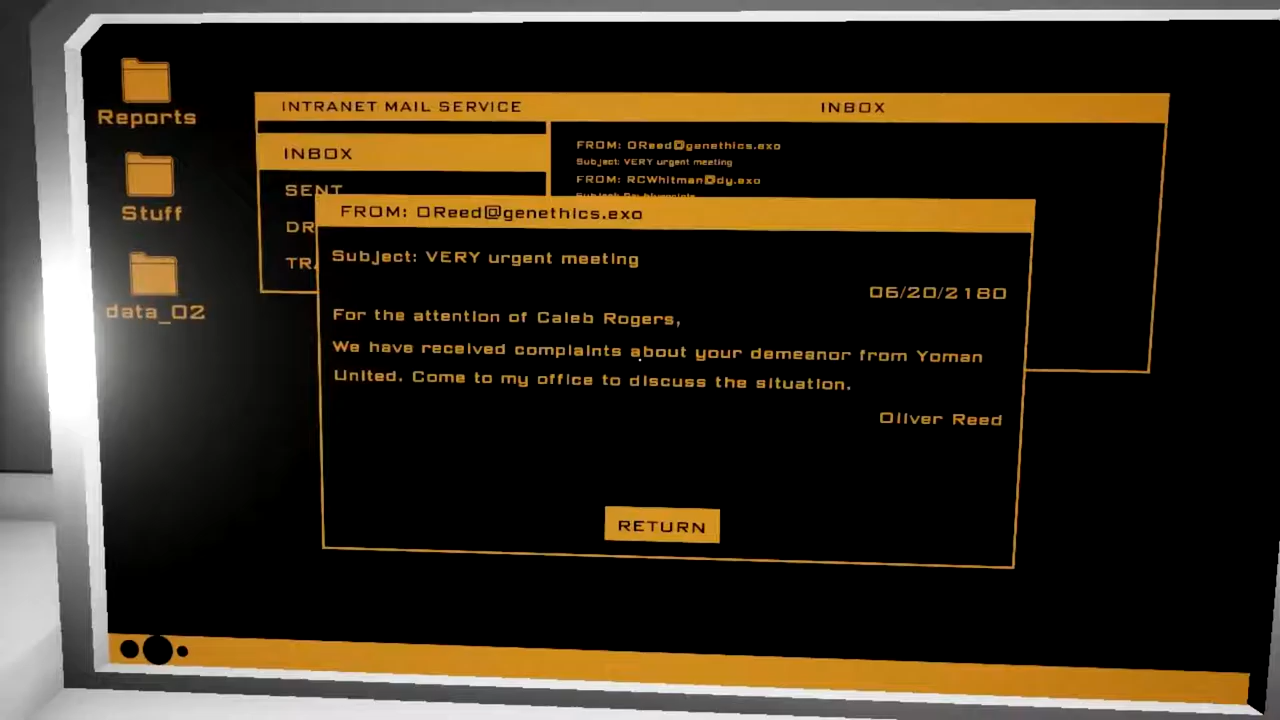 Reports
Stuff
data_02
INTRANET MAIL SERVICE
INBOX
INBOX
SENT
DR
TRA
FROM: OReed@genethics.exo
Subject: VERY urgent meeting
FROM: RCWhitman@dy.exo
FROM: OReed@genethics.exo
Subject: VERY urgent meeting
06/20/2180
For the attention of Caleb Rogers,
We have received complaints about your demeanor from Yoman
United. Come to my office to discuss the situation.
Oliver Reed
RETURN